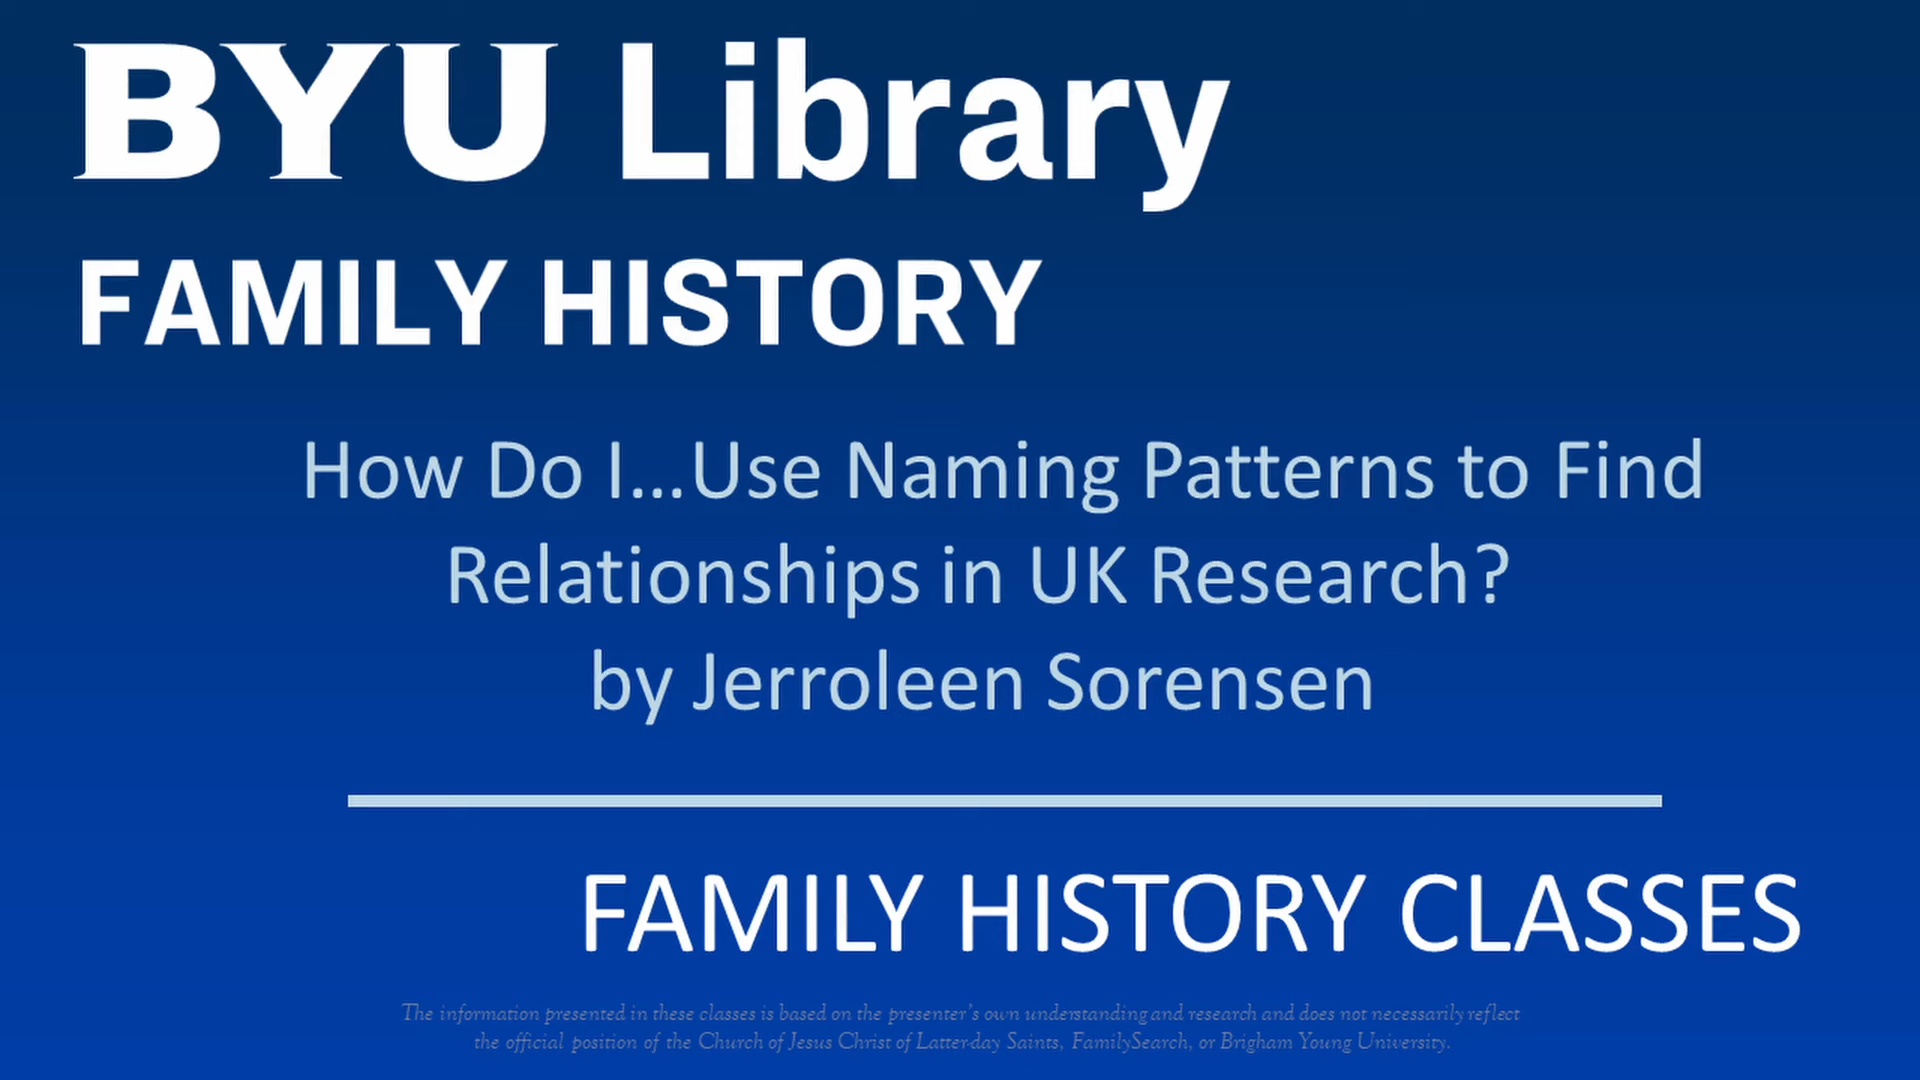 BYU Library
FAMILY HISTORY
How Do I...Use Naming Patterns to Find
Relationships in UK Research?
by Jerroleen Sorensen
FAMILY HISTORY CLASSES
The information presented in these classes is based on the presenter's own understanding and research and does not necessarily reflect
the official position of the Church of Jesus Christ of Latter-day Saints, FamilySearch, or Brigham Young University.